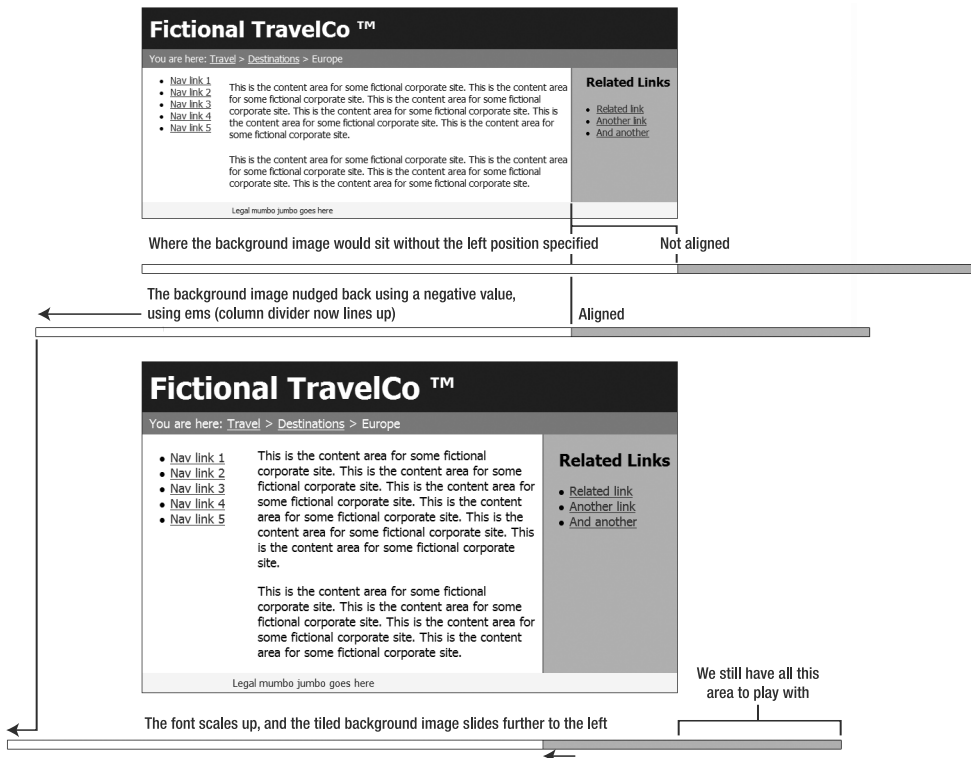 Fictional TravelCo ™
You are here: Travel > Destinations > Europe
• Nav link 1
• Nav link 2
• Nav link 3
• Nav link 4
• Nav link 5
This is the content area for some fictional corporate site. This is the content area
for some fictional corporate site. This is the content area for some fictional
corporate site. This is the content area for some fictional corporate site. This is
the content area for some fictional corporate site. This is the content area for
some fictional corporate site.
This is the content area for some fictional corporate site. This is the content area
for some fictional corporate site. This is the content area for some fictional
corporate site. This is the content area for some fictional corporate site.
Related Links
• Related link
• Another link
• And another
Legal mumbo jumbo goes here
Where the background image would sit without the left position specified
Not aligned
The background image nudged back using a negative value,
using ems (column divider now lines up)
Aligned
Fictional TravelCo ™
You are here: Travel > Destinations > Europe
• Nav link 1
• Nav link 2
• Nav link 3
• Nav link 4
• Nav link 5
This is the content area for some fictional
corporate site. This is the content area for some
fictional corporate site. This is the content area for
some fictional corporate site. This is the content
area for some fictional corporate site. This is the
content area for some fictional corporate site. This
is the content area for some fictional corporate
site.
This is the content area for some fictional
corporate site. This is the content area for some
fictional corporate site. This is the content area for
some fictional corporate site. This is the content
area for some fictional corporate site.
Related Links
• Related link
• Another link
• And another
Legal mumbo jumbo goes here
We still have all this
area to play with
The font scales up, and the tiled background image slides further to the left